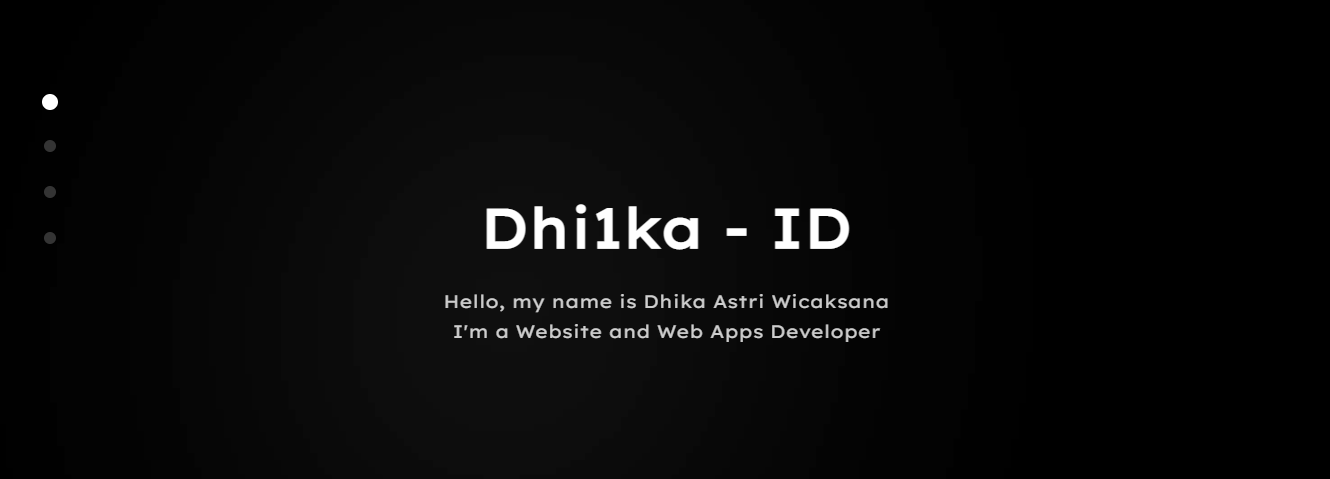 Dhi1ka - ID
Hello, my name is Dhika Astri Wicaksana
I'm a Website and Web Apps Developer